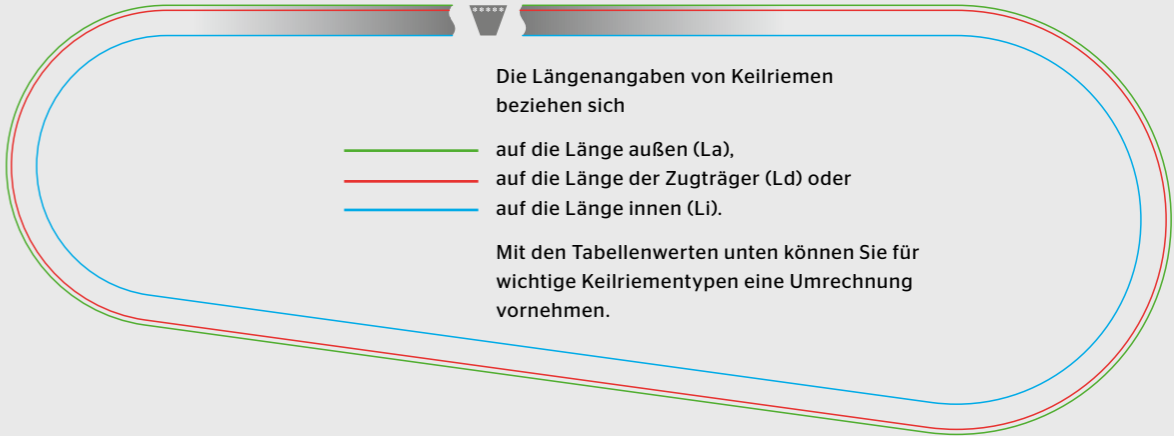 Die Längenangaben von Keilriemen
beziehen sich
auf die Länge außen (La),
auf die Länge der Zugträger (Ld) oder
auf die Länge innen (Li).
Mit den Tabellenwerten unten können Sie für
wichtige Keilriementypen eine Umrechnung
vornehmen.